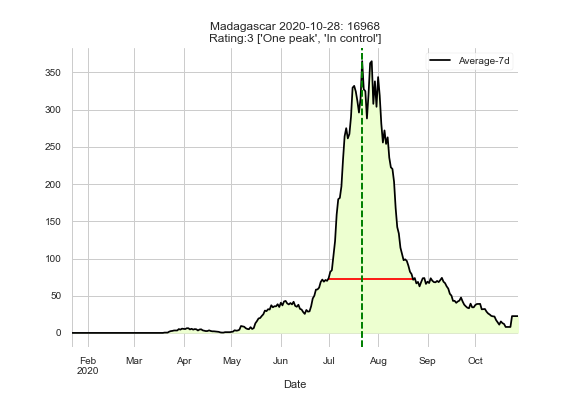 Madagascar 2020-10-28: 16968
Rating:3 ['One peak', 'In control']
Average-7d
350
300
250
200
150
100
50
0
Feb Mar Apr May Jun Jul Aug Sep Oct
2020
Date